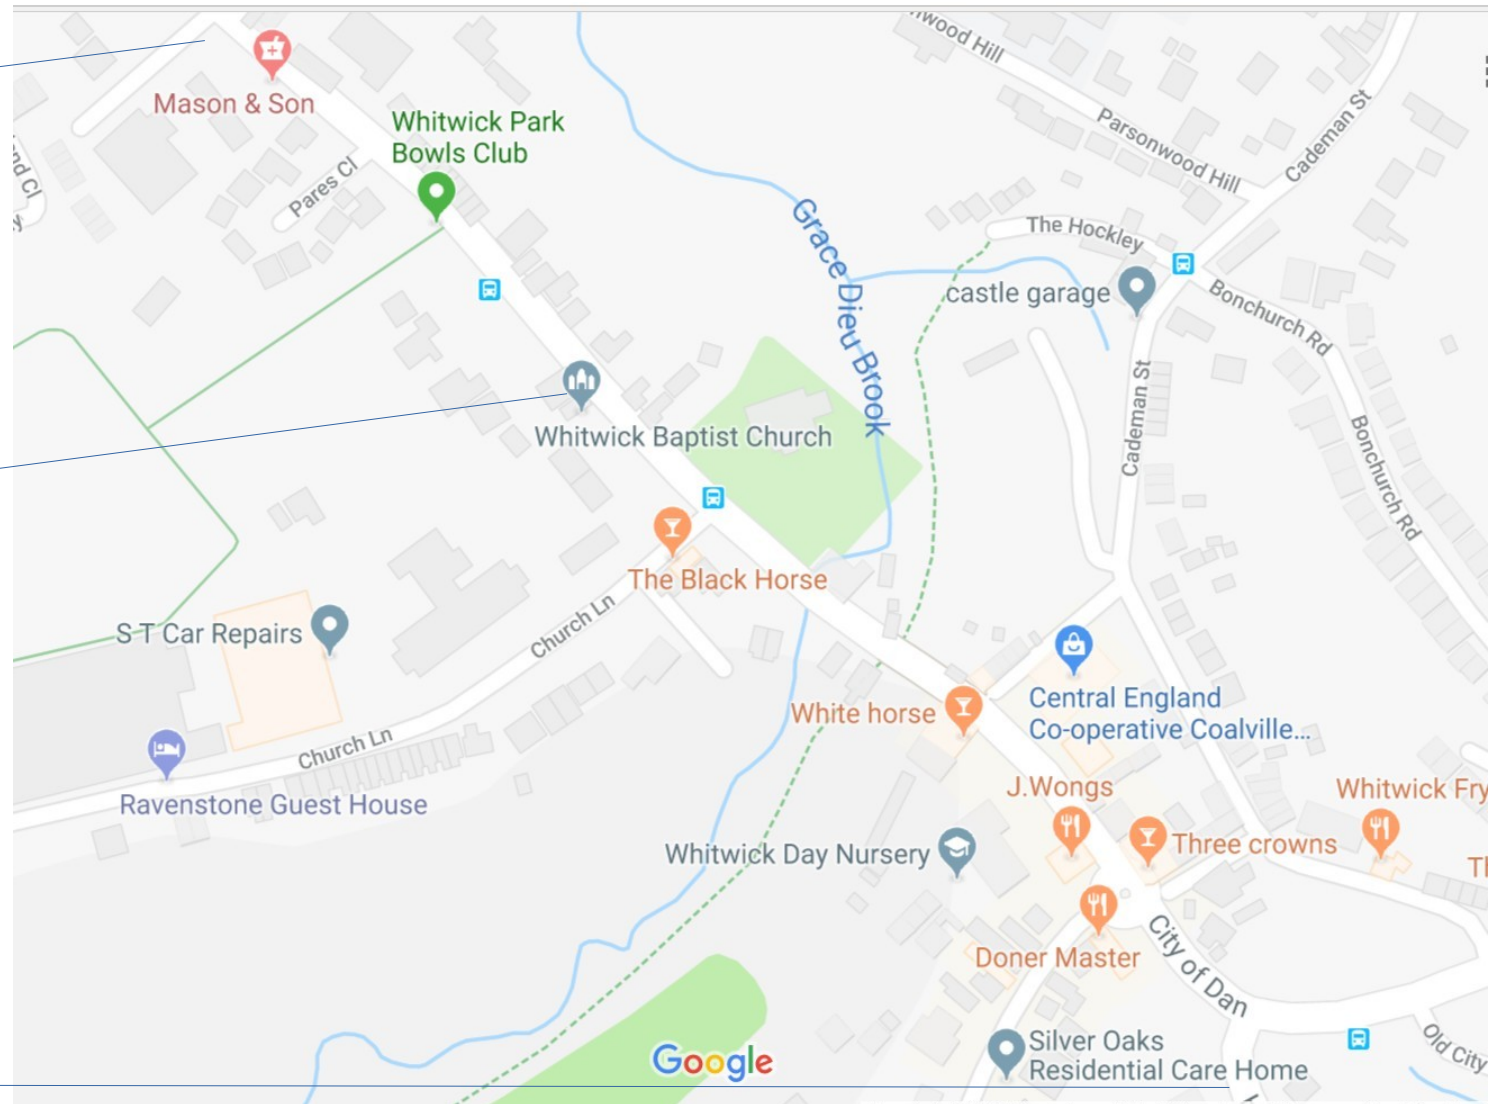 Parsonwood Hill
Cademan St
Mason & Son
Whitwick Park
Bowls Club
Pares Cl
Grace Dieu Brook
The Hockley
castle garage
Bonchurch Rd
Cademan St
Bonchurch Rd
Whitwick Baptist Church
The Black Horse
Church Ln
S T Car Repairs
White horse
Central England
Co-operative Coalville...
Church Ln
Ravenstone Guest House
J.Wongs
Whitwick Fry
Whitwick Day Nursery
Three crowns
Doner Master
City of Dan
Google
Silver Oaks
Residential Care Home
Old City